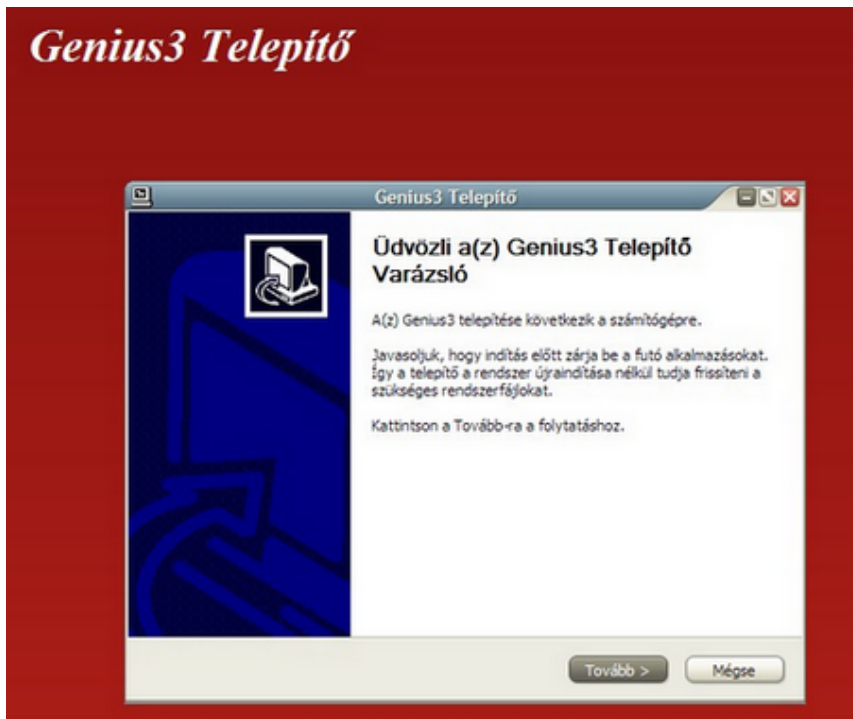 Genius3 Telepítő
Genius3 Telepítő
Üdvözli a(z) Genius3 Telepítő
Varázsló
A(z) Genius3 telepítése következik a számítógépre.
Javasoljuk, hogy indítás előtt zárja be a futó alkalmazásokat.
Így a telepítő a rendszer újraindítása nélkül tudja frissíteni a
szükséges rendszerfájlokat.
Kattintson a Tovább-ra a folytatáshoz.
Tovább >
Mégse